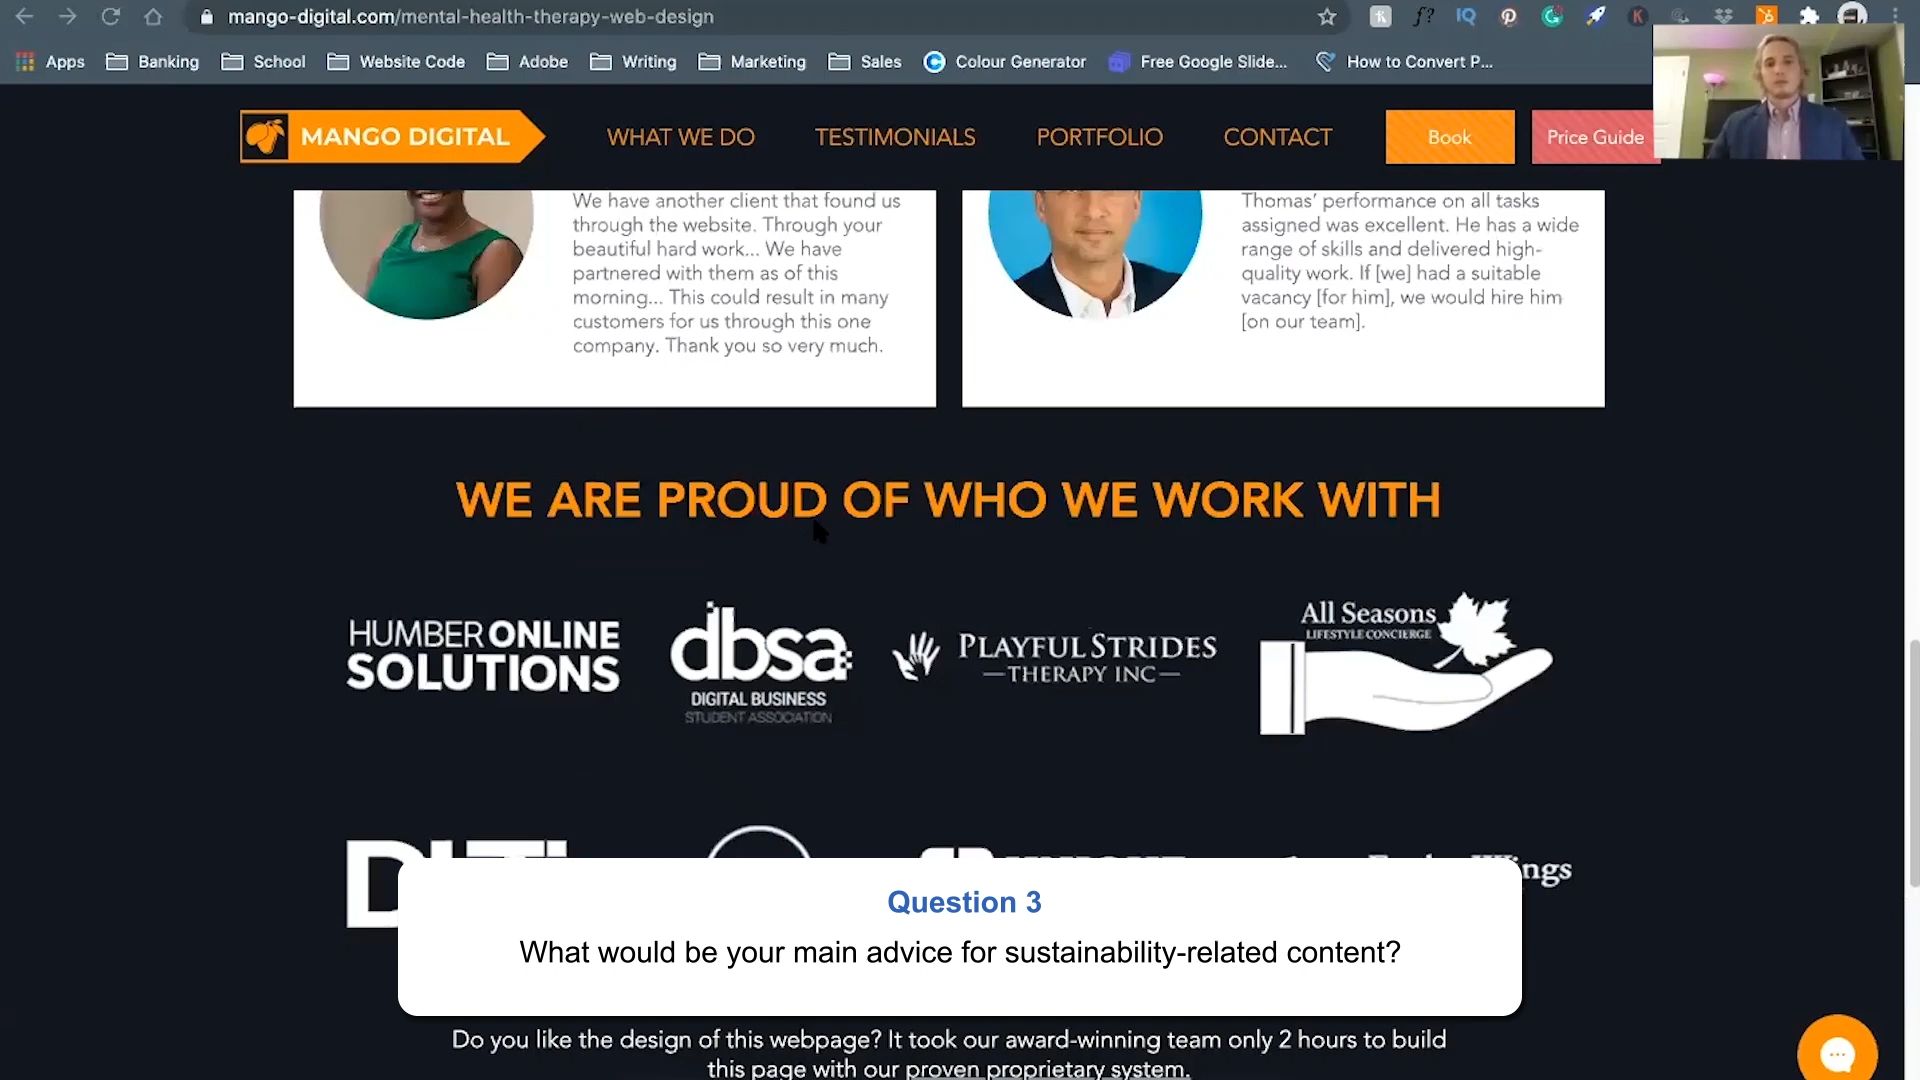 mango-digital.com/mental-health-therapy-web-design
Apps Banking School Website Code Adobe Writing Marketing Sales Colour Generator Free Google Slide... How to Convert P...
MANGO DIGITAL WHAT WE DO TESTIMONIALS PORTFOLIO CONTACT Book Price Guide
We have another client that found us
through the website. Through your
beautiful hard work... We have
partnered with them as of this
morning... This could result in many
customers for us through this one
company. Thank you so very much.
Thomas’ performance on all tasks
assigned was excellent. He has a wide
range of skills and delivered high-
quality work. If [we] had a suitable
vacancy [for him], we would hire him
[on our team].
WE ARE PROUD OF WHO WE WORK WITH
HUMBER ONLINE
SOLUTIONS
dbsa
DIGITAL BUSINESS
STUDENT ASSOCIATION
PLAYFUL STRIDES
—THERAPY INC—
All Seasons
LIFESTYLE CONCIERGE
Question 3
What would be your main advice for sustainability-related content?
Do you like the design of this webpage? It took our award-winning team only 2 hours to build
this page with our proven proprietary system.